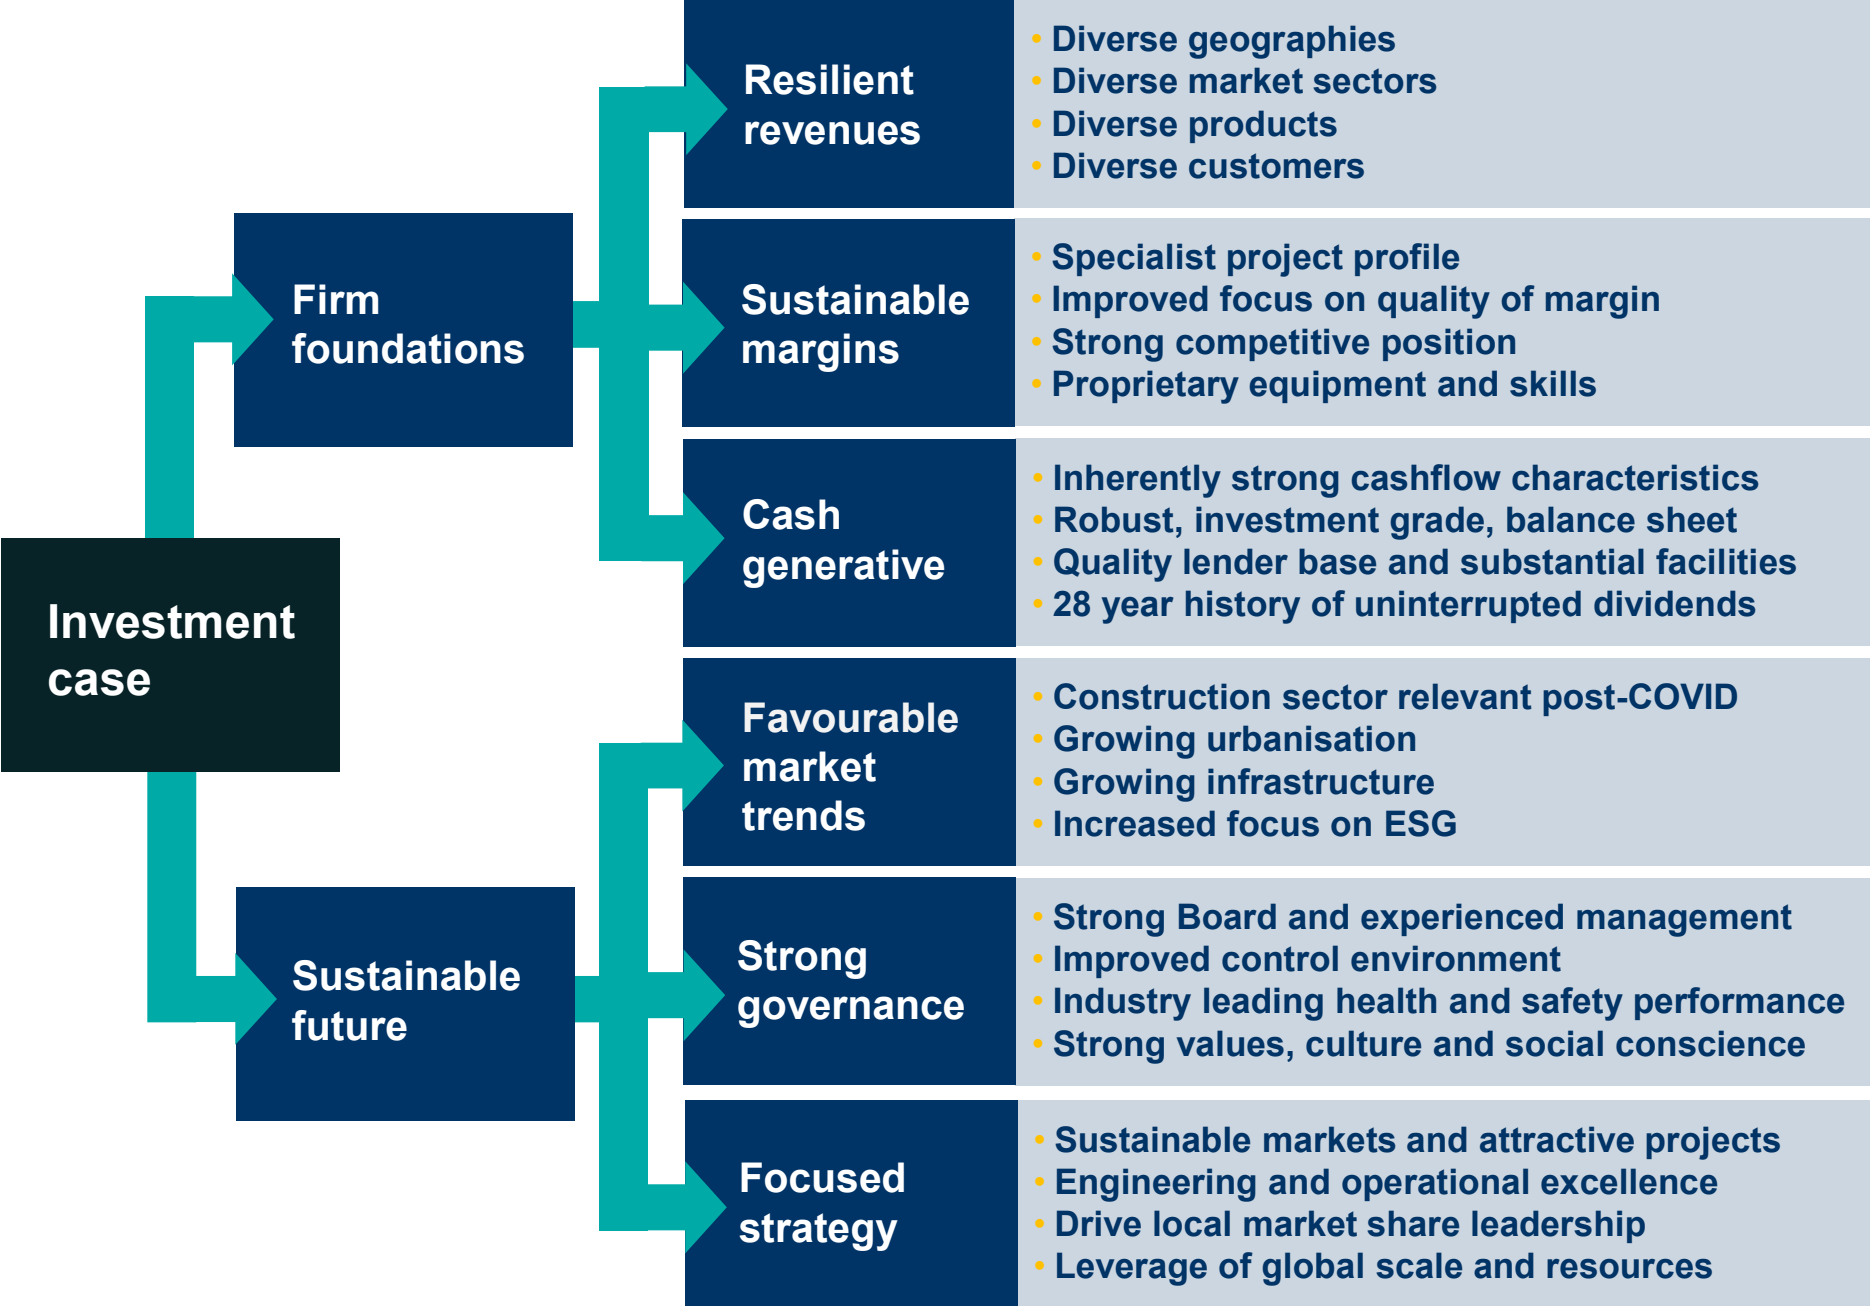 Investment
case
Firm
foundations
Resilient
revenues
• Diverse geographies
• Diverse market sectors
• Diverse products
• Diverse customers
Sustainable
margins
• Specialist project profile
• Improved focus on quality of margin
• Strong competitive position
• Proprietary equipment and skills
Cash
generative
• Inherently strong cashflow characteristics
• Robust, investment grade, balance sheet
• Quality lender base and substantial facilities
• 28 year history of uninterrupted dividends
Sustainable
future
Favourable
market
trends
• Construction sector relevant post-COVID
• Growing urbanisation
• Growing infrastructure
• Increased focus on ESG
Strong
governance
• Strong Board and experienced management
• Improved control environment
• Industry leading health and safety performance
• Strong values, culture and social conscience
Focused
strategy
• Sustainable markets and attractive projects
• Engineering and operational excellence
• Drive local market share leadership
• Leverage of global scale and resources